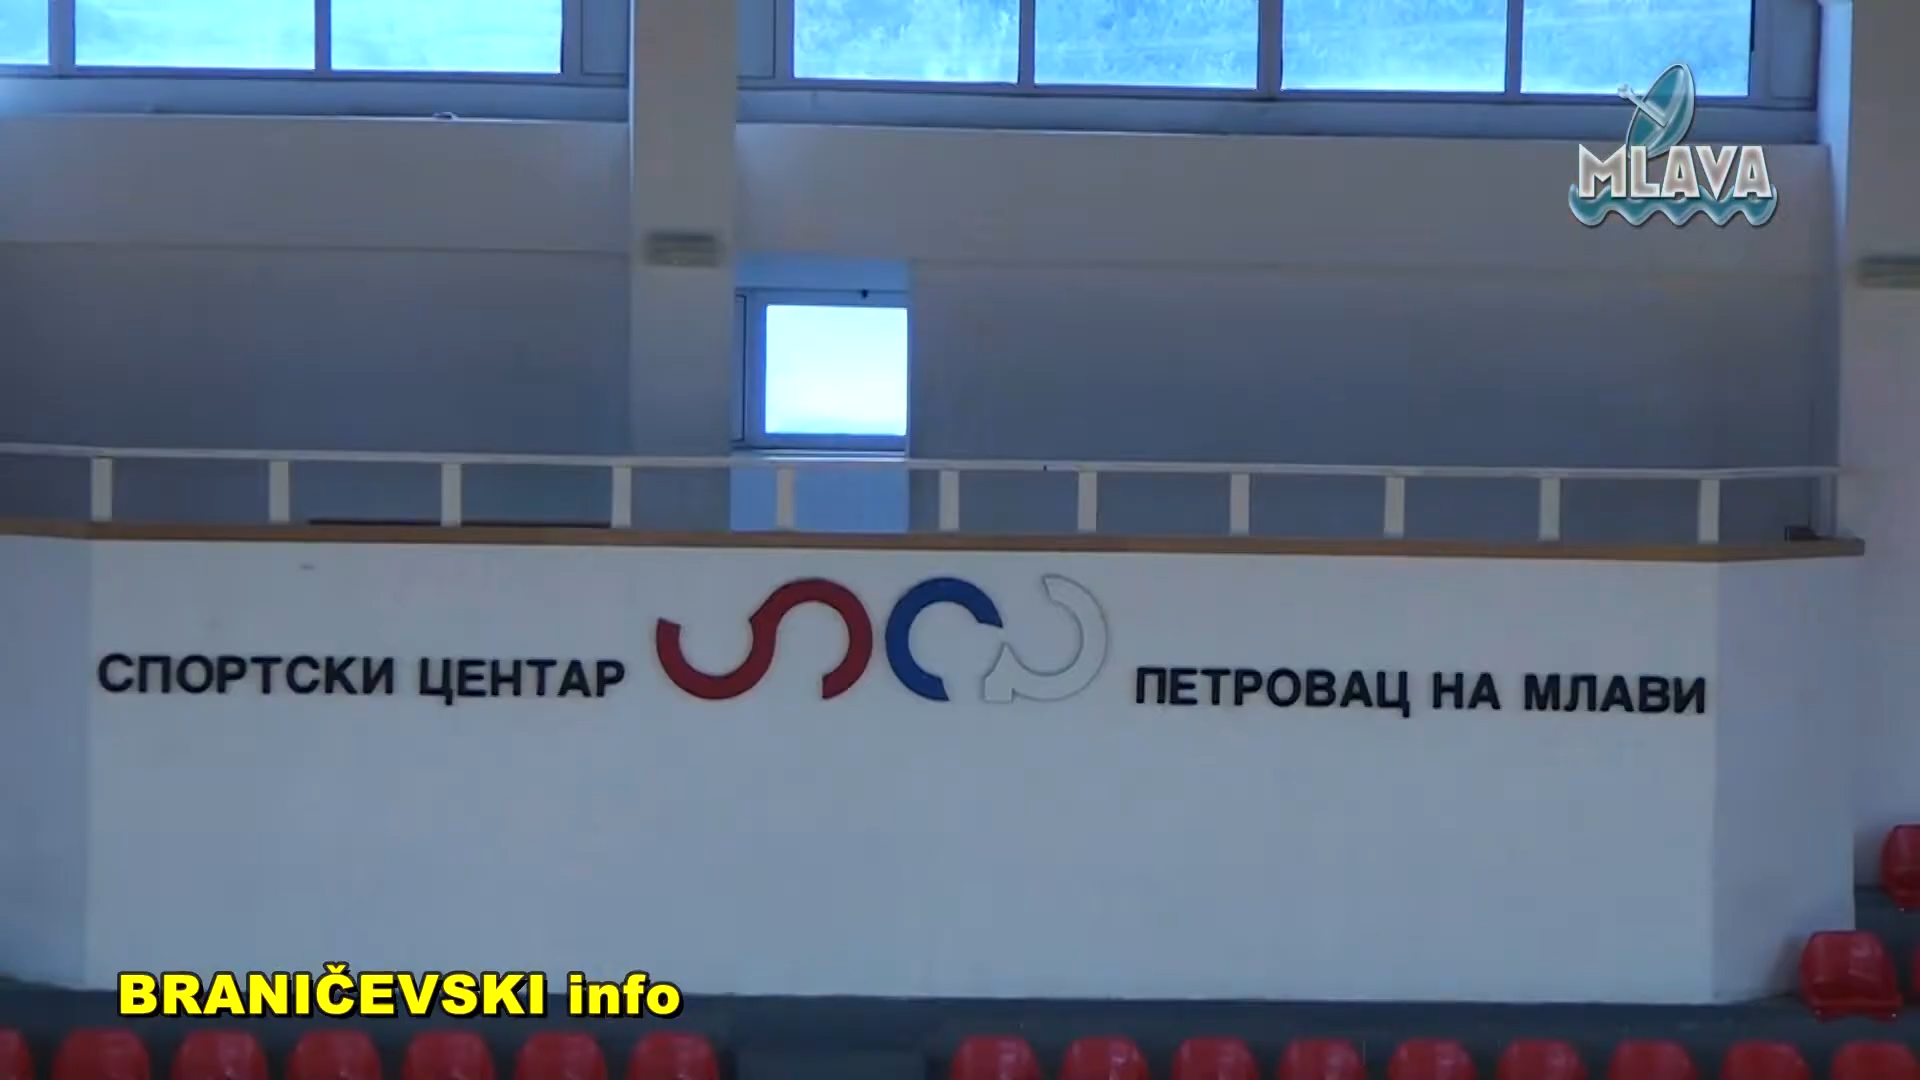 MLAVA
СПОРТСКИ ЦЕНТАР ПЕТРОВАЦ НА МЛАВИ
BRANIČEVSKI info